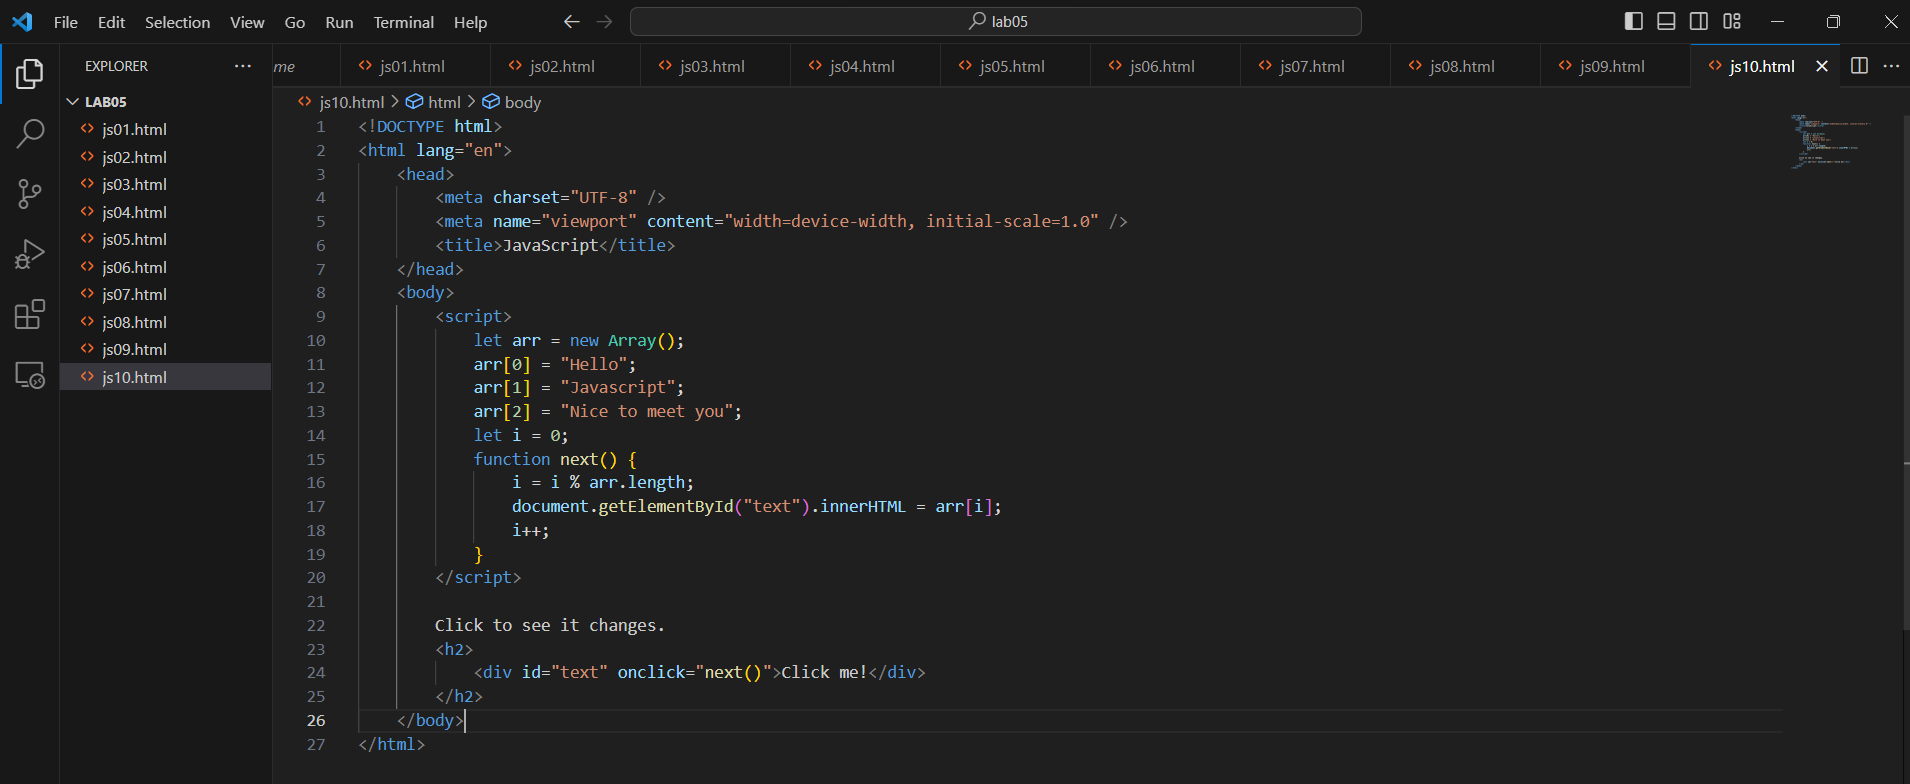 File Edit Selection View Go Run Terminal Help lab05
EXPLORER
LAB05
js01.html
js02.html
js03.html
js04.html
js05.html
js06.html
js07.html
js08.html
js09.html
js10.html
me js01.html js02.html js03.html js04.html js05.html js06.html js07.html js08.html js09.html js10.html
js10.html > html > body
1 <!DOCTYPE html>
2 <html lang="en">
3 <head>
4 <meta charset="UTF-8" />
5 <meta name="viewport" content="width=device-width, initial-scale=1.0" />
6 <title>JavaScript</title>
7 </head>
8 <body>
9 <script>
10 let arr = new Array();
11 arr[0] = "Hello";
12 arr[1] = "Javascript";
13 arr[2] = "Nice to meet you";
14 let i = 0;
15 function next() {
16 i = i % arr.length;
17 document.getElementById("text").innerHTML = arr[i];
18 i++;
19 }
20 </script>
21
22 Click to see it changes.
23 <h2>
24 <div id="text" onclick="next()">Click me!</div>
25 </h2>
26 </body>
27 </html>